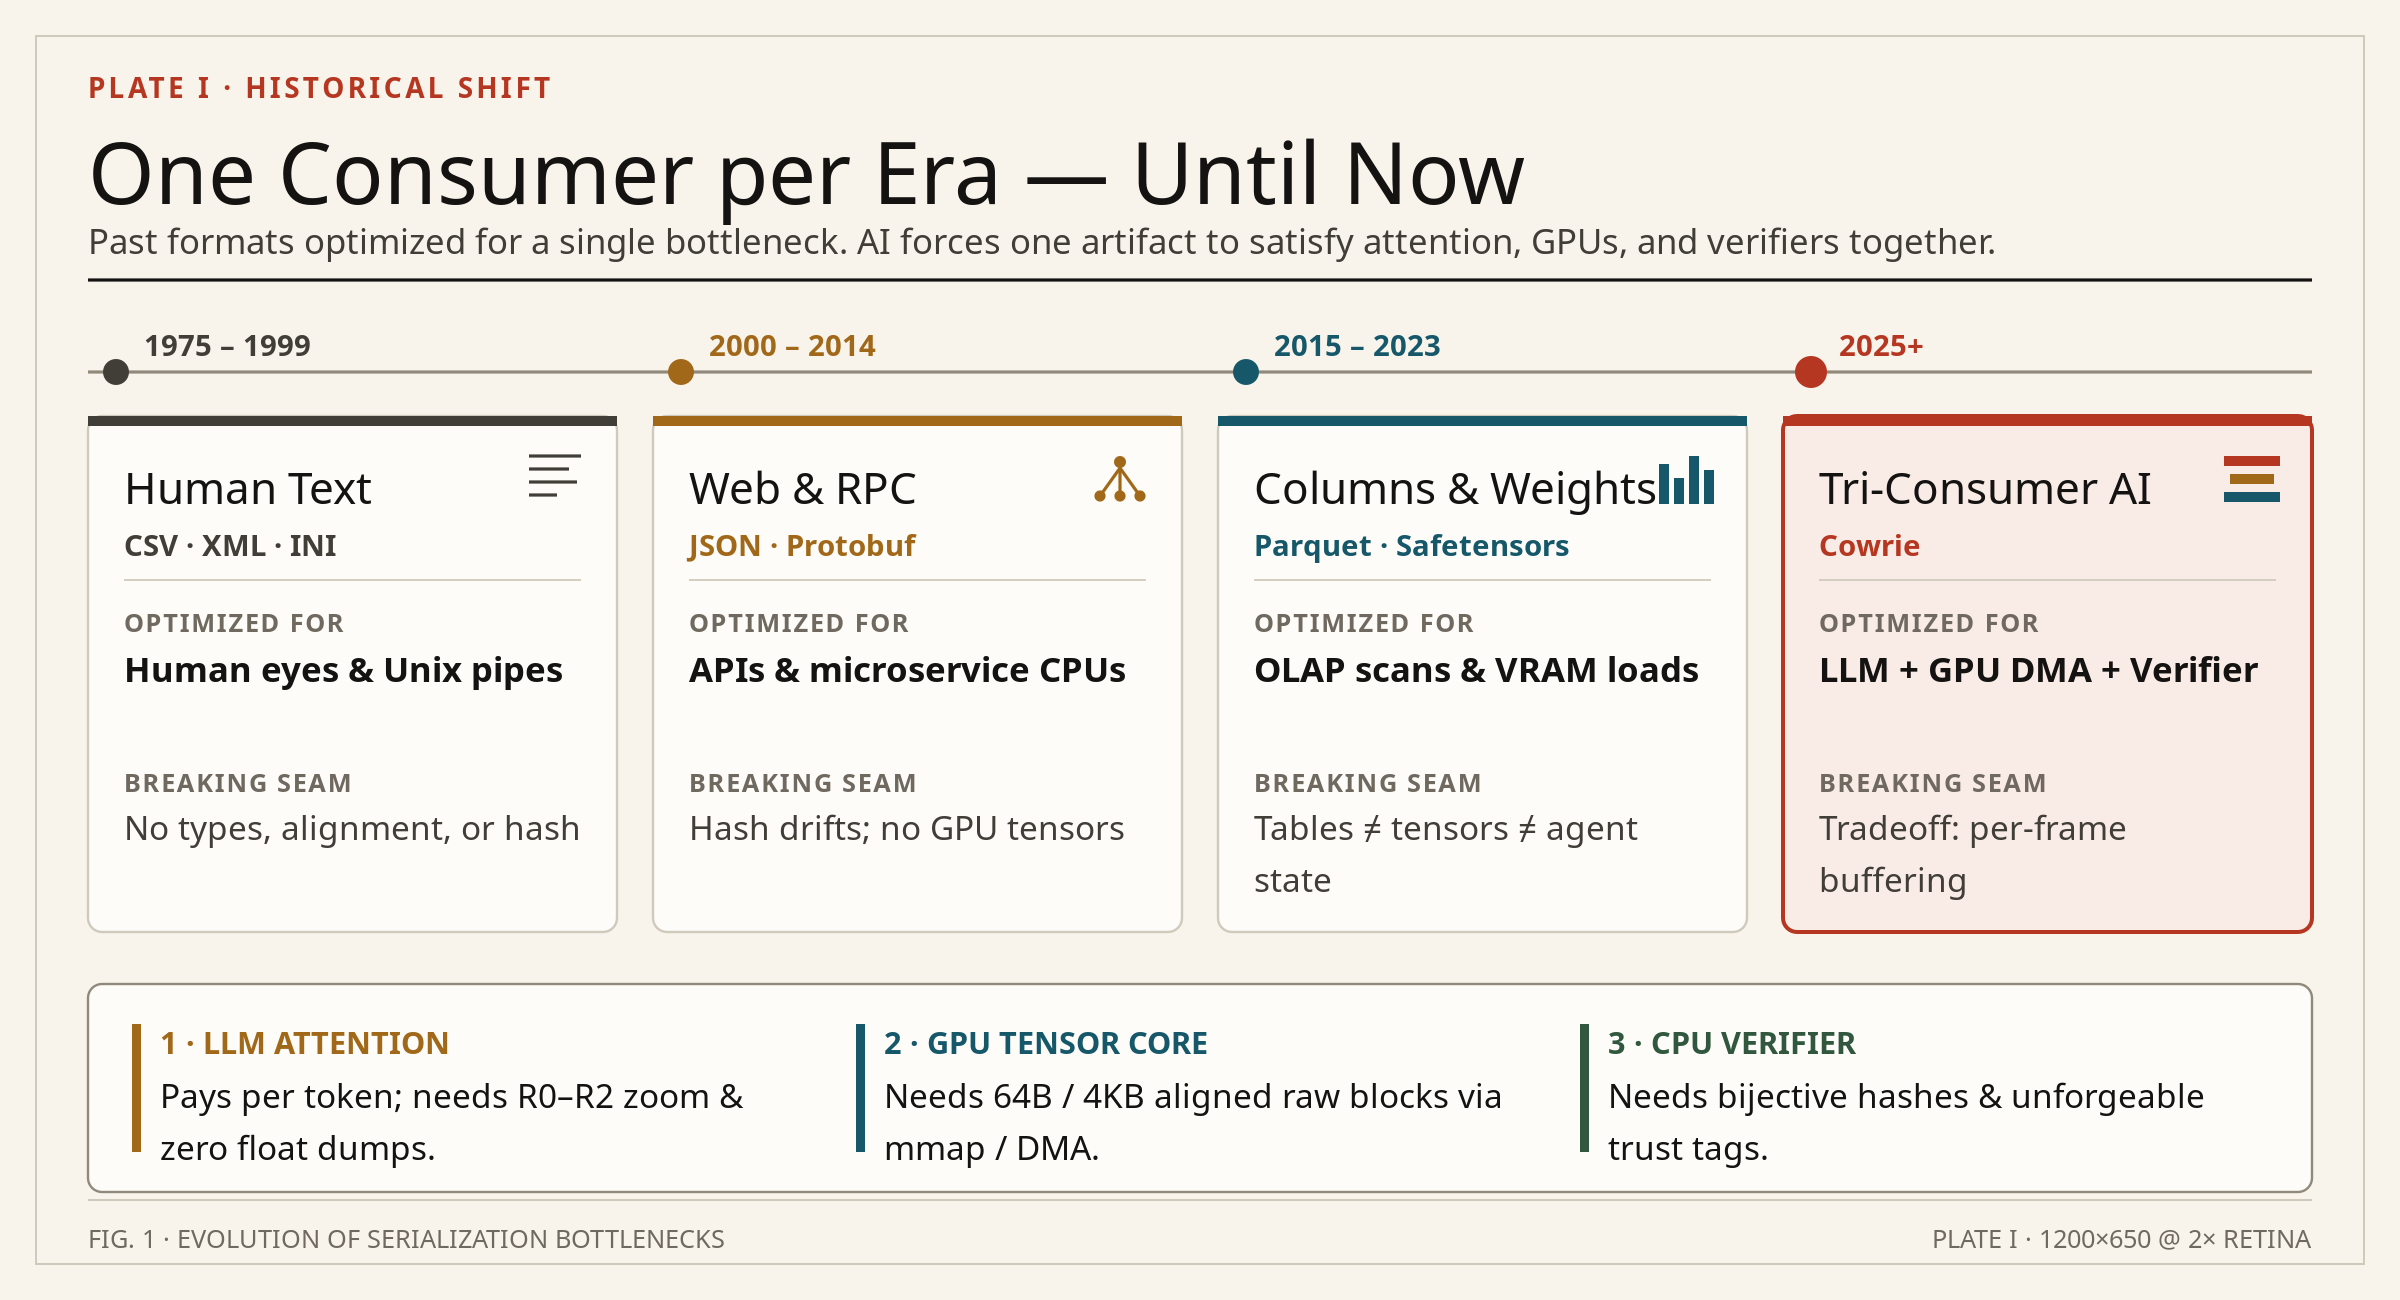 PLATE I · HISTORICAL SHIFT
One Consumer per Era — Until Now
Past formats optimized for a single bottleneck. AI forces one artifact to satisfy attention, GPUs, and verifiers together.
1975 – 1999
2000 – 2014
2015 – 2023
2025+
Human Text
CSV · XML · INI
OPTIMIZED FOR
Human eyes & Unix pipes
BREAKING SEAM
No types, alignment, or hash
Web & RPC
JSON · Protobuf
OPTIMIZED FOR
APIs & microservice CPUs
BREAKING SEAM
Hash drifts; no GPU tensors
Columns & Weights
Parquet · Safetensors
OPTIMIZED FOR
OLAP scans & VRAM loads
BREAKING SEAM
Tables ≠ tensors ≠ agent
state
Tri-Consumer AI
Cowrie
OPTIMIZED FOR
LLM + GPU DMA + Verifier
BREAKING SEAM
Tradeoff: per-frame
buffering
1 · LLM ATTENTION
Pays per token; needs R0–R2 zoom &
zero float dumps.
2 · GPU TENSOR CORE
Needs 64B / 4KB aligned raw blocks via
mmap / DMA.
3 · CPU VERIFIER
Needs bijective hashes & unforgeable
trust tags.
FIG. 1 · EVOLUTION OF SERIALIZATION BOTTLENECKS
PLATE I · 1200×650 @ 2× RETINA